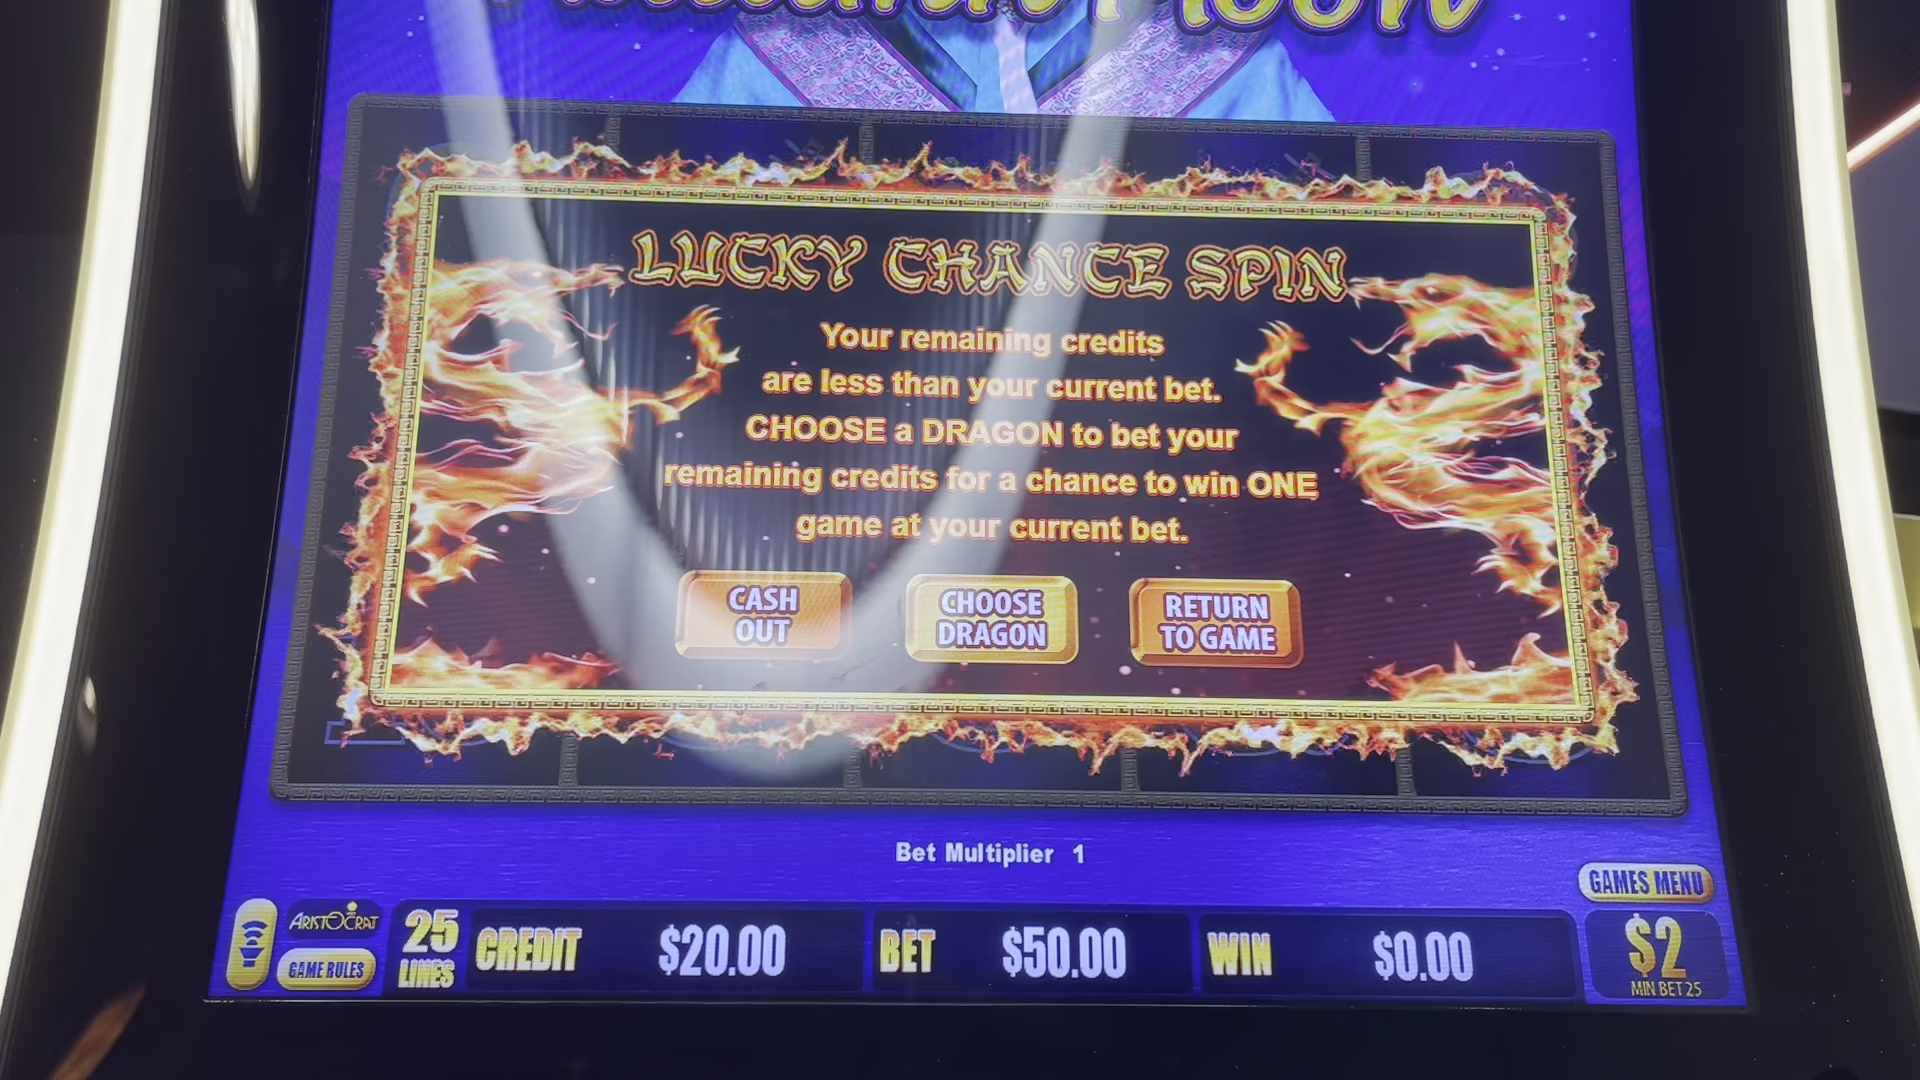 LUCKY CHANCE SPIN
Your remaining credits
are less than your current bet.
CHOOSE a DRAGON to bet your
remaining credits for a chance to win ONE
game at your current bet.
CASH
OUT
CHOOSE
DRAGON
RETURN
TO GAME
Bet Multiplier 1
GAMES MENU
ARISTOCRAT
GAME RULES
25
LINES
CREDIT $20.00
BET $50.00
WIN $0.00
$2
MIN BET 25